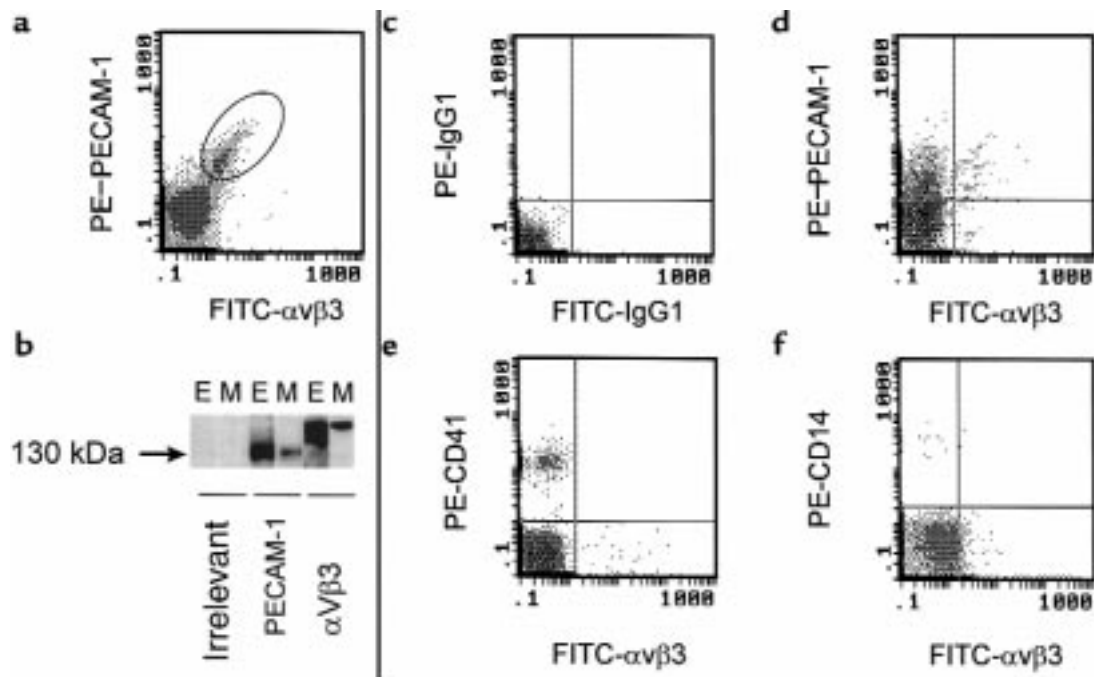 a
PE–PECAM-1
1000
.1
.1
1000
FITC-αvβ3
b
E M E M E M
130 kDa
Irrelevant
PECAM-1
αVβ3
c
PE-IgG1
1000
.1
.1
1000
FITC-IgG1
d
PE–PECAM-1
1000
.1
.1
1000
FITC-αvβ3
e
PE-CD41
1000
.1
.1
1000
FITC-αvβ3
f
PE-CD14
1000
.1
.1
1000
FITC-αvβ3